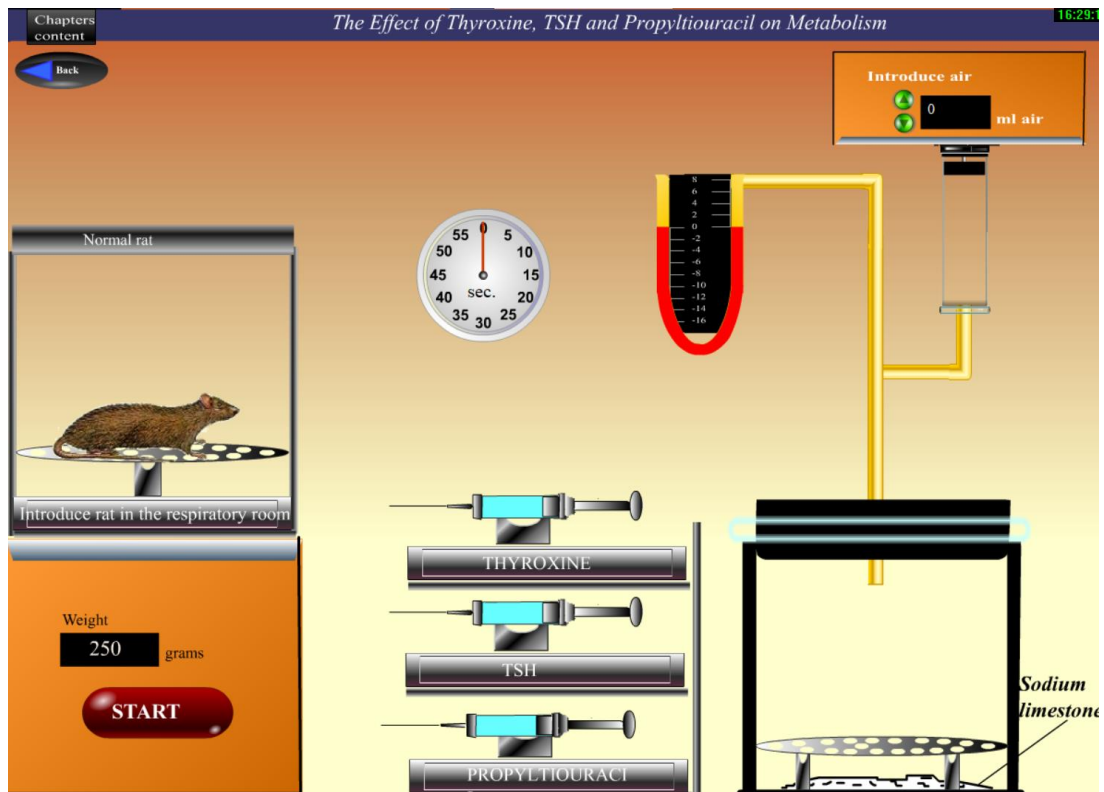 Chapters
content
The Effect of Thyroxine, TSH and Propyltiouracil on Metabolism
16:29:1
Back
Introduce air
0
ml air
8
6
4
2
0
-2
-4
-6
-8
-10
-12
-14
-16
0
5
10
15
20
25
30
35
40
45
50
55
sec.
Normal rat
Introduce rat in the respiratory room
Weight
250
grams
START
THYROXINE
TSH
PROPYLTIOURACI
Sodium
limestone